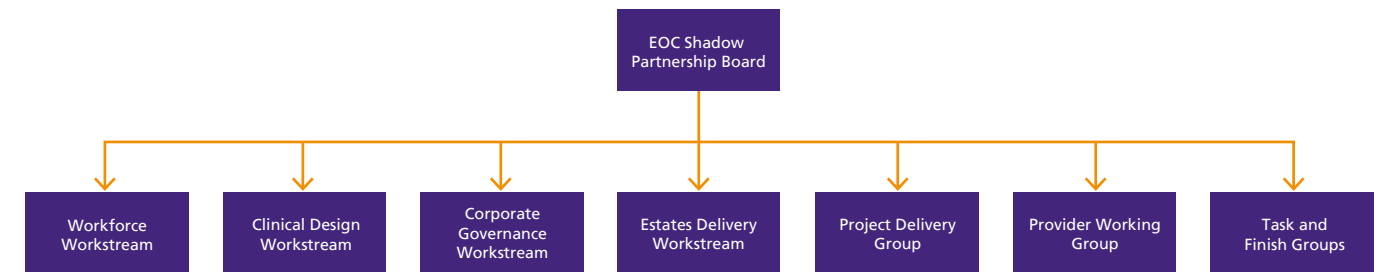 EOC Shadow
Partnership Board
Workforce
Workstream
Clinical Design
Workstream
Corporate
Governance
Workstream
Estates Delivery
Workstream
Project Delivery
Group
Provider Working
Group
Task and
Finish Groups